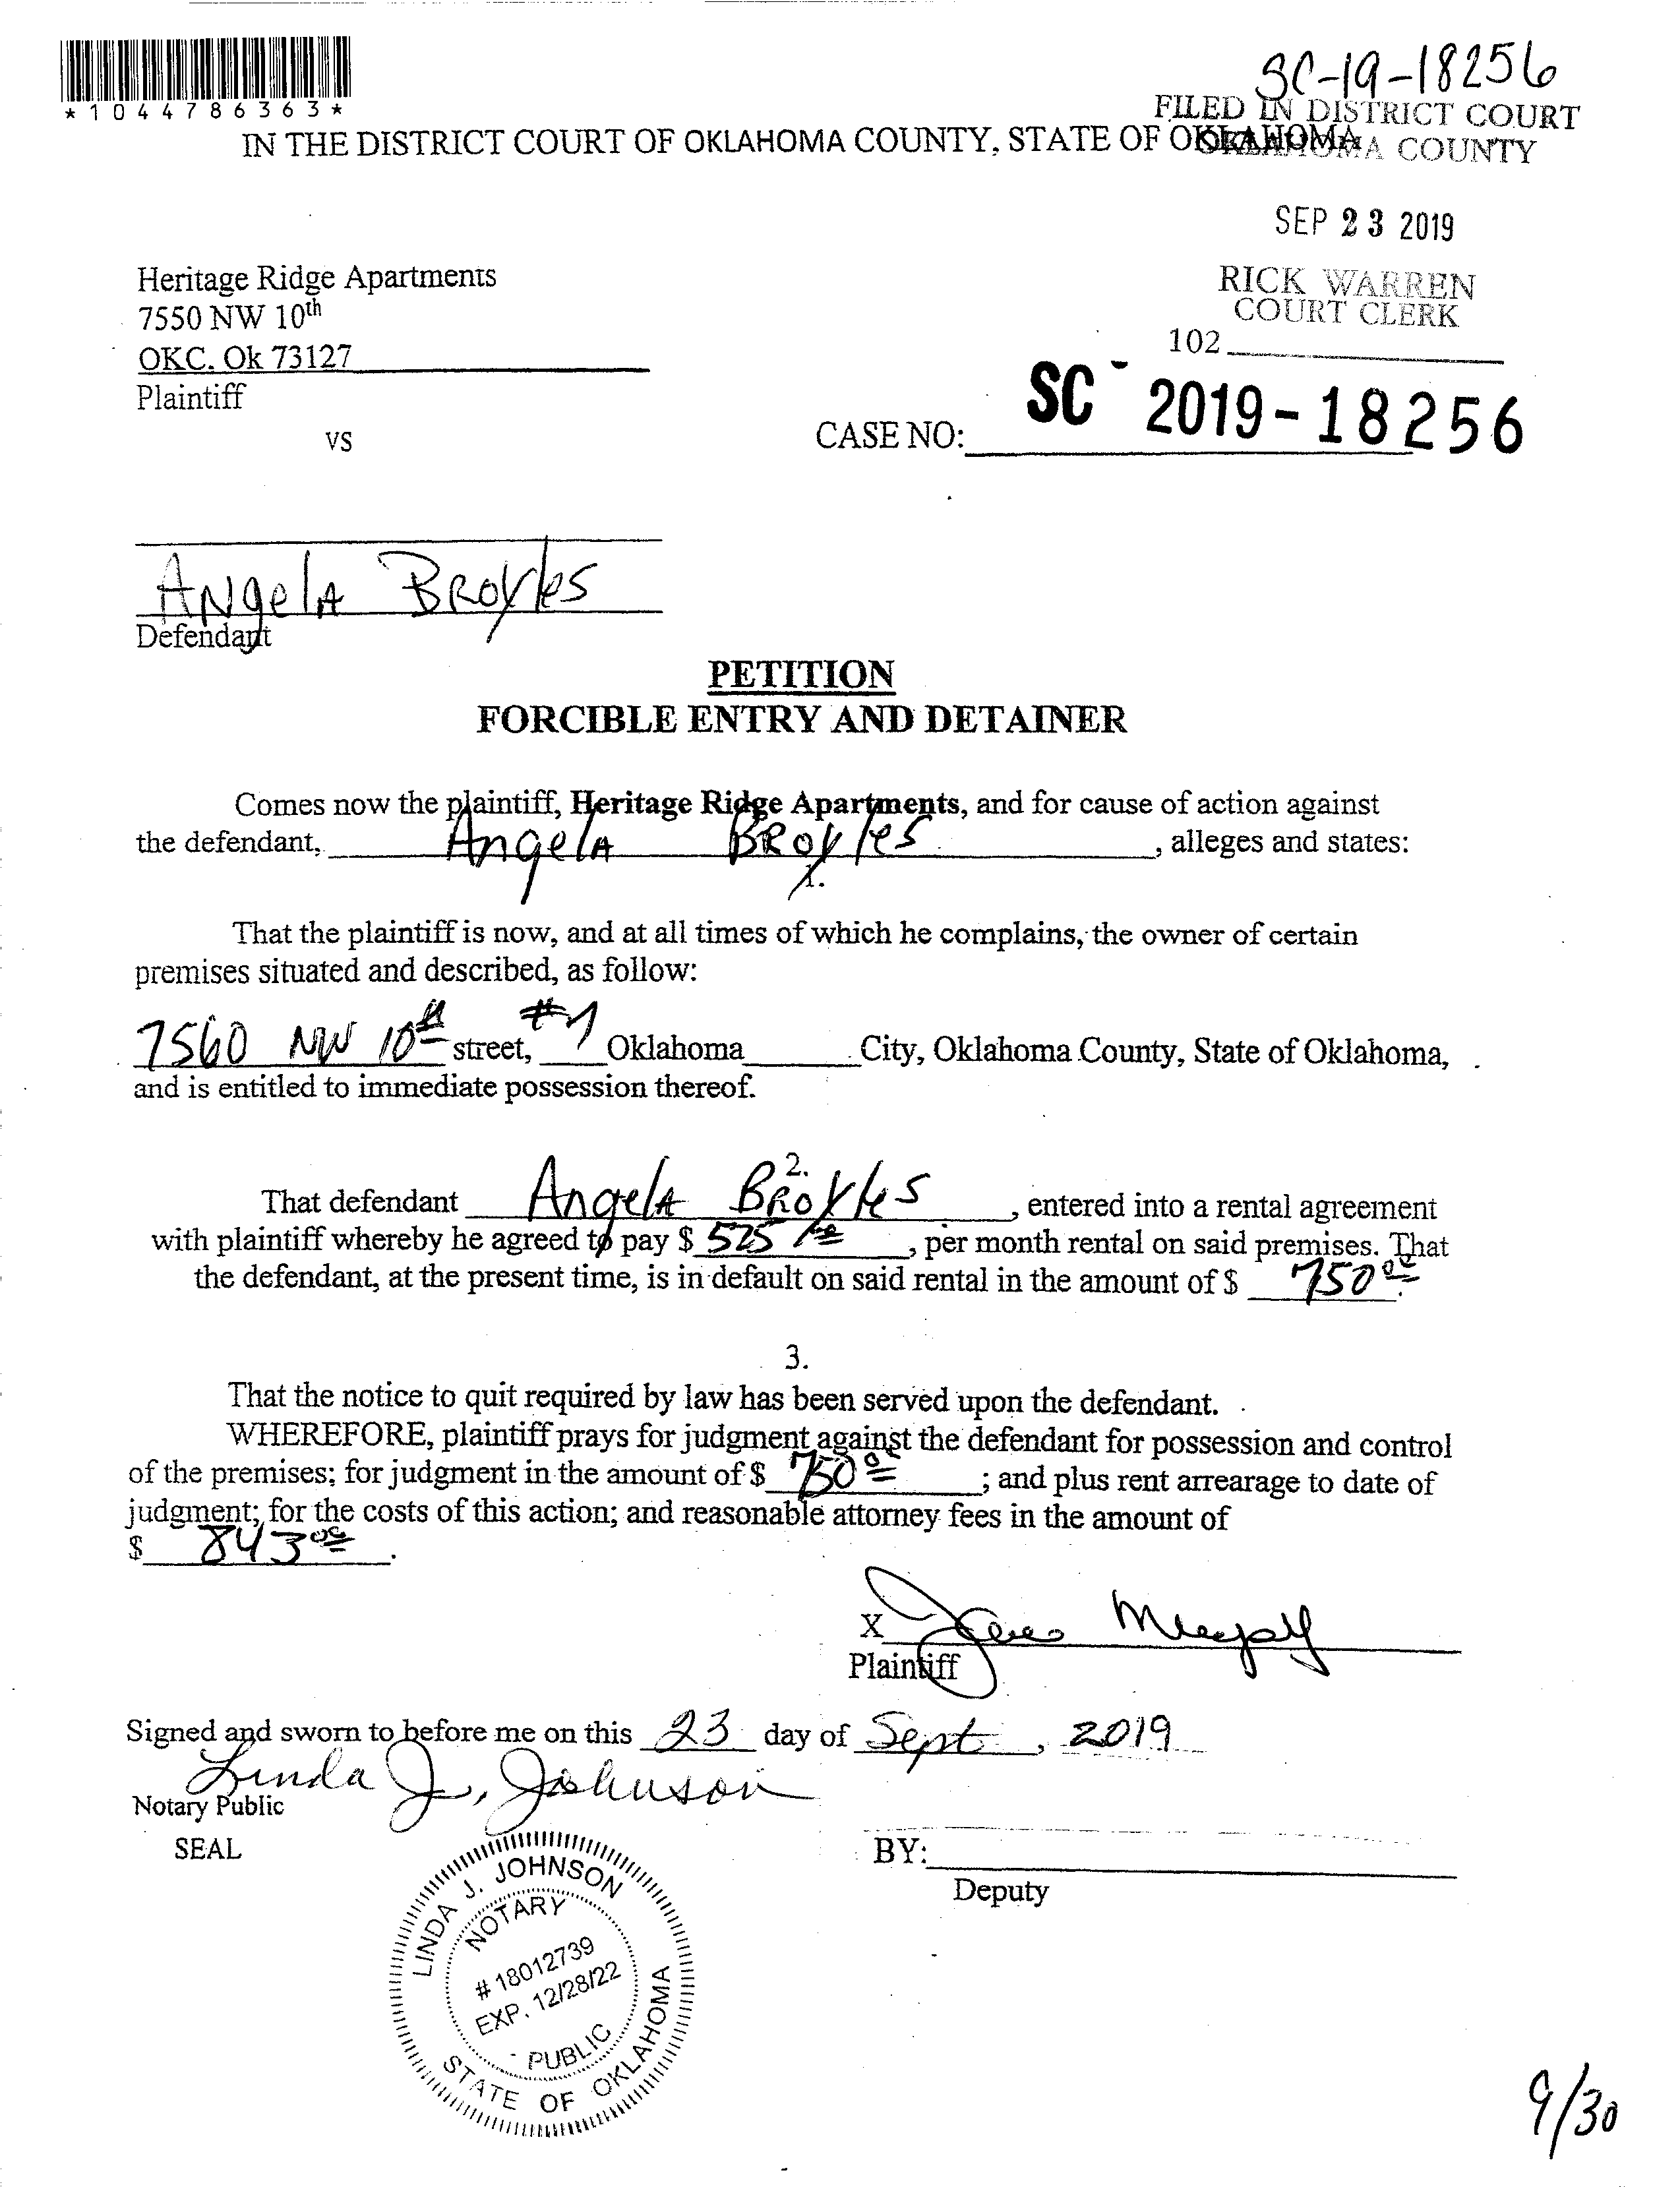 *1044786363*
SC-19-18256
FILED IN DISTRICT COURT
OKLAHOMA COUNTY
IN THE DISTRICT COURT OF OKLAHOMA COUNTY, STATE OF OKLAHOMA
SEP 23 2019
RICK WARREN
COURT CLERK
102
Heritage Ridge Apartments
7550 NW 10th
OKC. Ok 73127
Plaintiff
VS
CASE NO: SC - 2019-18256
Angela Broyles
Defendant
PETITION
FORCIBLE ENTRY AND DETAINER
Comes now the plaintiff, Heritage Ridge Apartments, and for cause of action against
the defendant, Angela Broyles, alleges and states:
1.
That the plaintiff is now, and at all times of which he complains, the owner of certain
premises situated and described, as follow:
7560 NW 10th street, #1 Oklahoma City, Oklahoma County, State of Oklahoma,
and is entitled to immediate possession thereof.
2.
That defendant Angela Broyles, entered into a rental agreement
with plaintiff whereby he agreed to pay $ 525 00, per month rental on said premises. That
the defendant, at the present time, is in default on said rental in the amount of $ 750 00.
3.
That the notice to quit required by law has been served upon the defendant.
WHEREFORE, plaintiff prays for judgment against the defendant for possession and control
of the premises; for judgment in the amount of $ 750 00; and plus rent arrearage to date of
judgment; for the costs of this action; and reasonable attorney fees in the amount of
$ 843 00.
X
Plaintiff
Signed and sworn to before me on this 23 day of Sept, 2019
Linda J. Johnson
Notary Public
SEAL
BY:
Deputy
LINDA J. JOHNSON
NOTARY
# 18012739
EXP. 12/28/22
PUBLIC
STATE OF OKLAHOMA
9/30